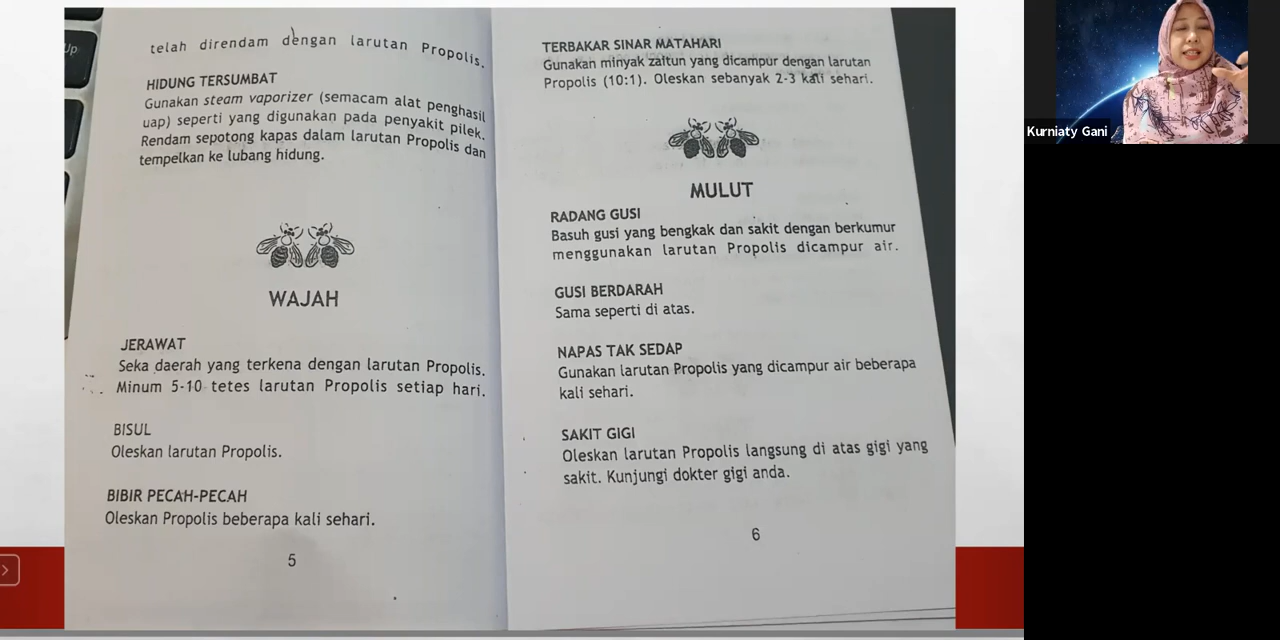 Up
telah direndam dengan larutan Propolis.
HIDUNG TERSUMBAT
Gunakan steam vaporizer (semacam alat penghasil
uap) seperti yang digunakan pada penyakit pilek.
Rendam sepotong kapas dalam larutan Propolis dan
tempelkan ke lubang hidung.
WAJAH
JERAWAT
Seka daerah yang terkena dengan larutan Propolis.
Minum 5-10 tetes larutan Propolis setiap hari.
BISUL
Oleskan larutan Propolis.
BIBIR PECAH-PECAH
Oleskan Propolis beberapa kali sehari.
5
TERBAKAR SINAR MATAHARI
Gunakan minyak zaitun yang dicampur dengan larutan
Propolis (10:1). Oleskan sebanyak 2-3 kali sehari.
MULUT
RADANG GUSI
Basuh gusi yang bengkak dan sakit dengan berkumur
menggunakan larutan Propolis dicampur air.
GUSI BERDARAH
Sama seperti di atas.
NAPAS TAK SEDAP
Gunakan larutan Propolis yang dicampur air beberapa
kali sehari.
SAKIT GIGI
Oleskan larutan Propolis langsung di atas gigi yang
sakit. Kunjungi dokter gigi anda.
6
Kurniaty Gani